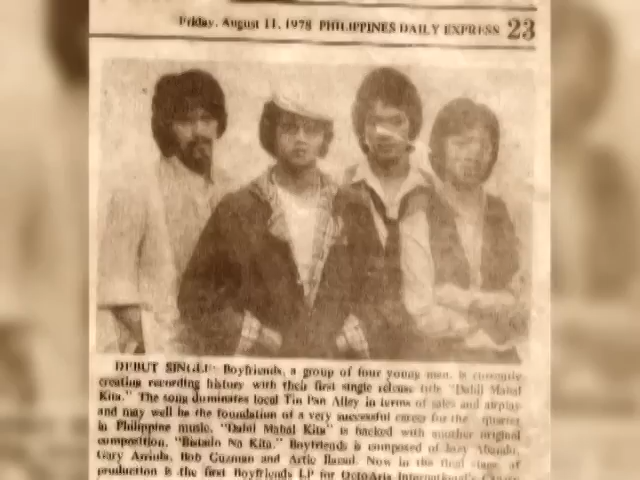 Friday, August 11, 1978 PHILIPPINES DAILY EXPRESS 23
DEBUT SINGLE: Boyfriends, a group of four young men, is currently
creating recording history with their first single release title "Dahil Mahal
Kita." The song dominates local Tin Pan Alley in terms of sales and airplay
and may well be the foundation of a very successful career for the quartet
in Philippine music. "Dahil Mahal Kita" is backed with another original
composition, "Bistado Na Kita." Boyfriends is composed of Joey Abando,
Gary Arriola, Bob Guzman and Artie Ilacad. Now in the final stage of
production is the first Boyfriends LP for OctoArts International's